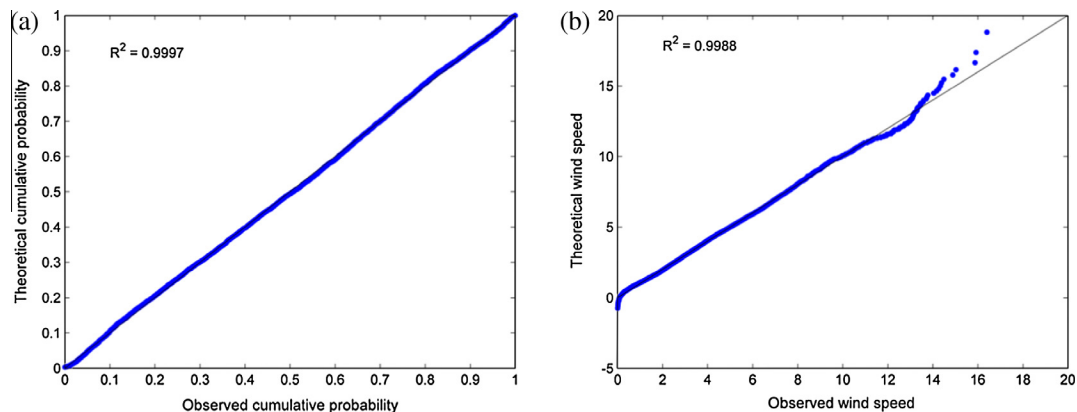 (a)
R² = 0.9997
Theoretical cumulative probability
1
0.9
0.8
0.7
0.6
0.5
0.4
0.3
0.2
0.1
0
0 0.1 0.2 0.3 0.4 0.5 0.6 0.7 0.8 0.9 1
Observed cumulative probability
(b)
R² = 0.9988
Theoretical wind speed
20
15
10
5
0
-5
0 2 4 6 8 10 12 14 16 18 20
Observed wind speed